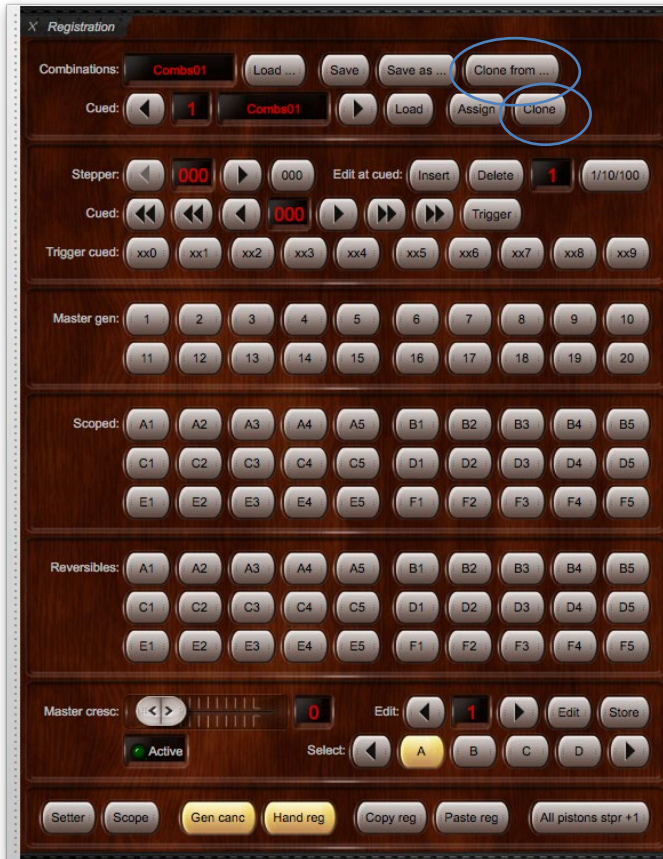 X Registration
Combinations: Combs01 Load ... Save Save as ... Clone from ...
Cued: 1 Combs01 Load Assign Clone
Stepper: 000 000 Edit at cued: Insert Delete 1 1/10/100
Cued: 000 Trigger
Trigger cued: xx0 xx1 xx2 xx3 xx4 xx5 xx6 xx7 xx8 xx9
Master gen: 1 2 3 4 5 6 7 8 9 10
11 12 13 14 15 16 17 18 19 20
Scoped: A1 A2 A3 A4 A5 B1 B2 B3 B4 B5
C1 C2 C3 C4 C5 D1 D2 D3 D4 D5
E1 E2 E3 E4 E5 F1 F2 F3 F4 F5
Reversibles: A1 A2 A3 A4 A5 B1 B2 B3 B4 B5
C1 C2 C3 C4 C5 D1 D2 D3 D4 D5
E1 E2 E3 E4 E5 F1 F2 F3 F4 F5
Master cresc: < > 0 Edit: 1 Edit Store
Active Select: A B C D
Setter Scope Gen canc Hand reg Copy reg Paste reg All pistons stpr +1